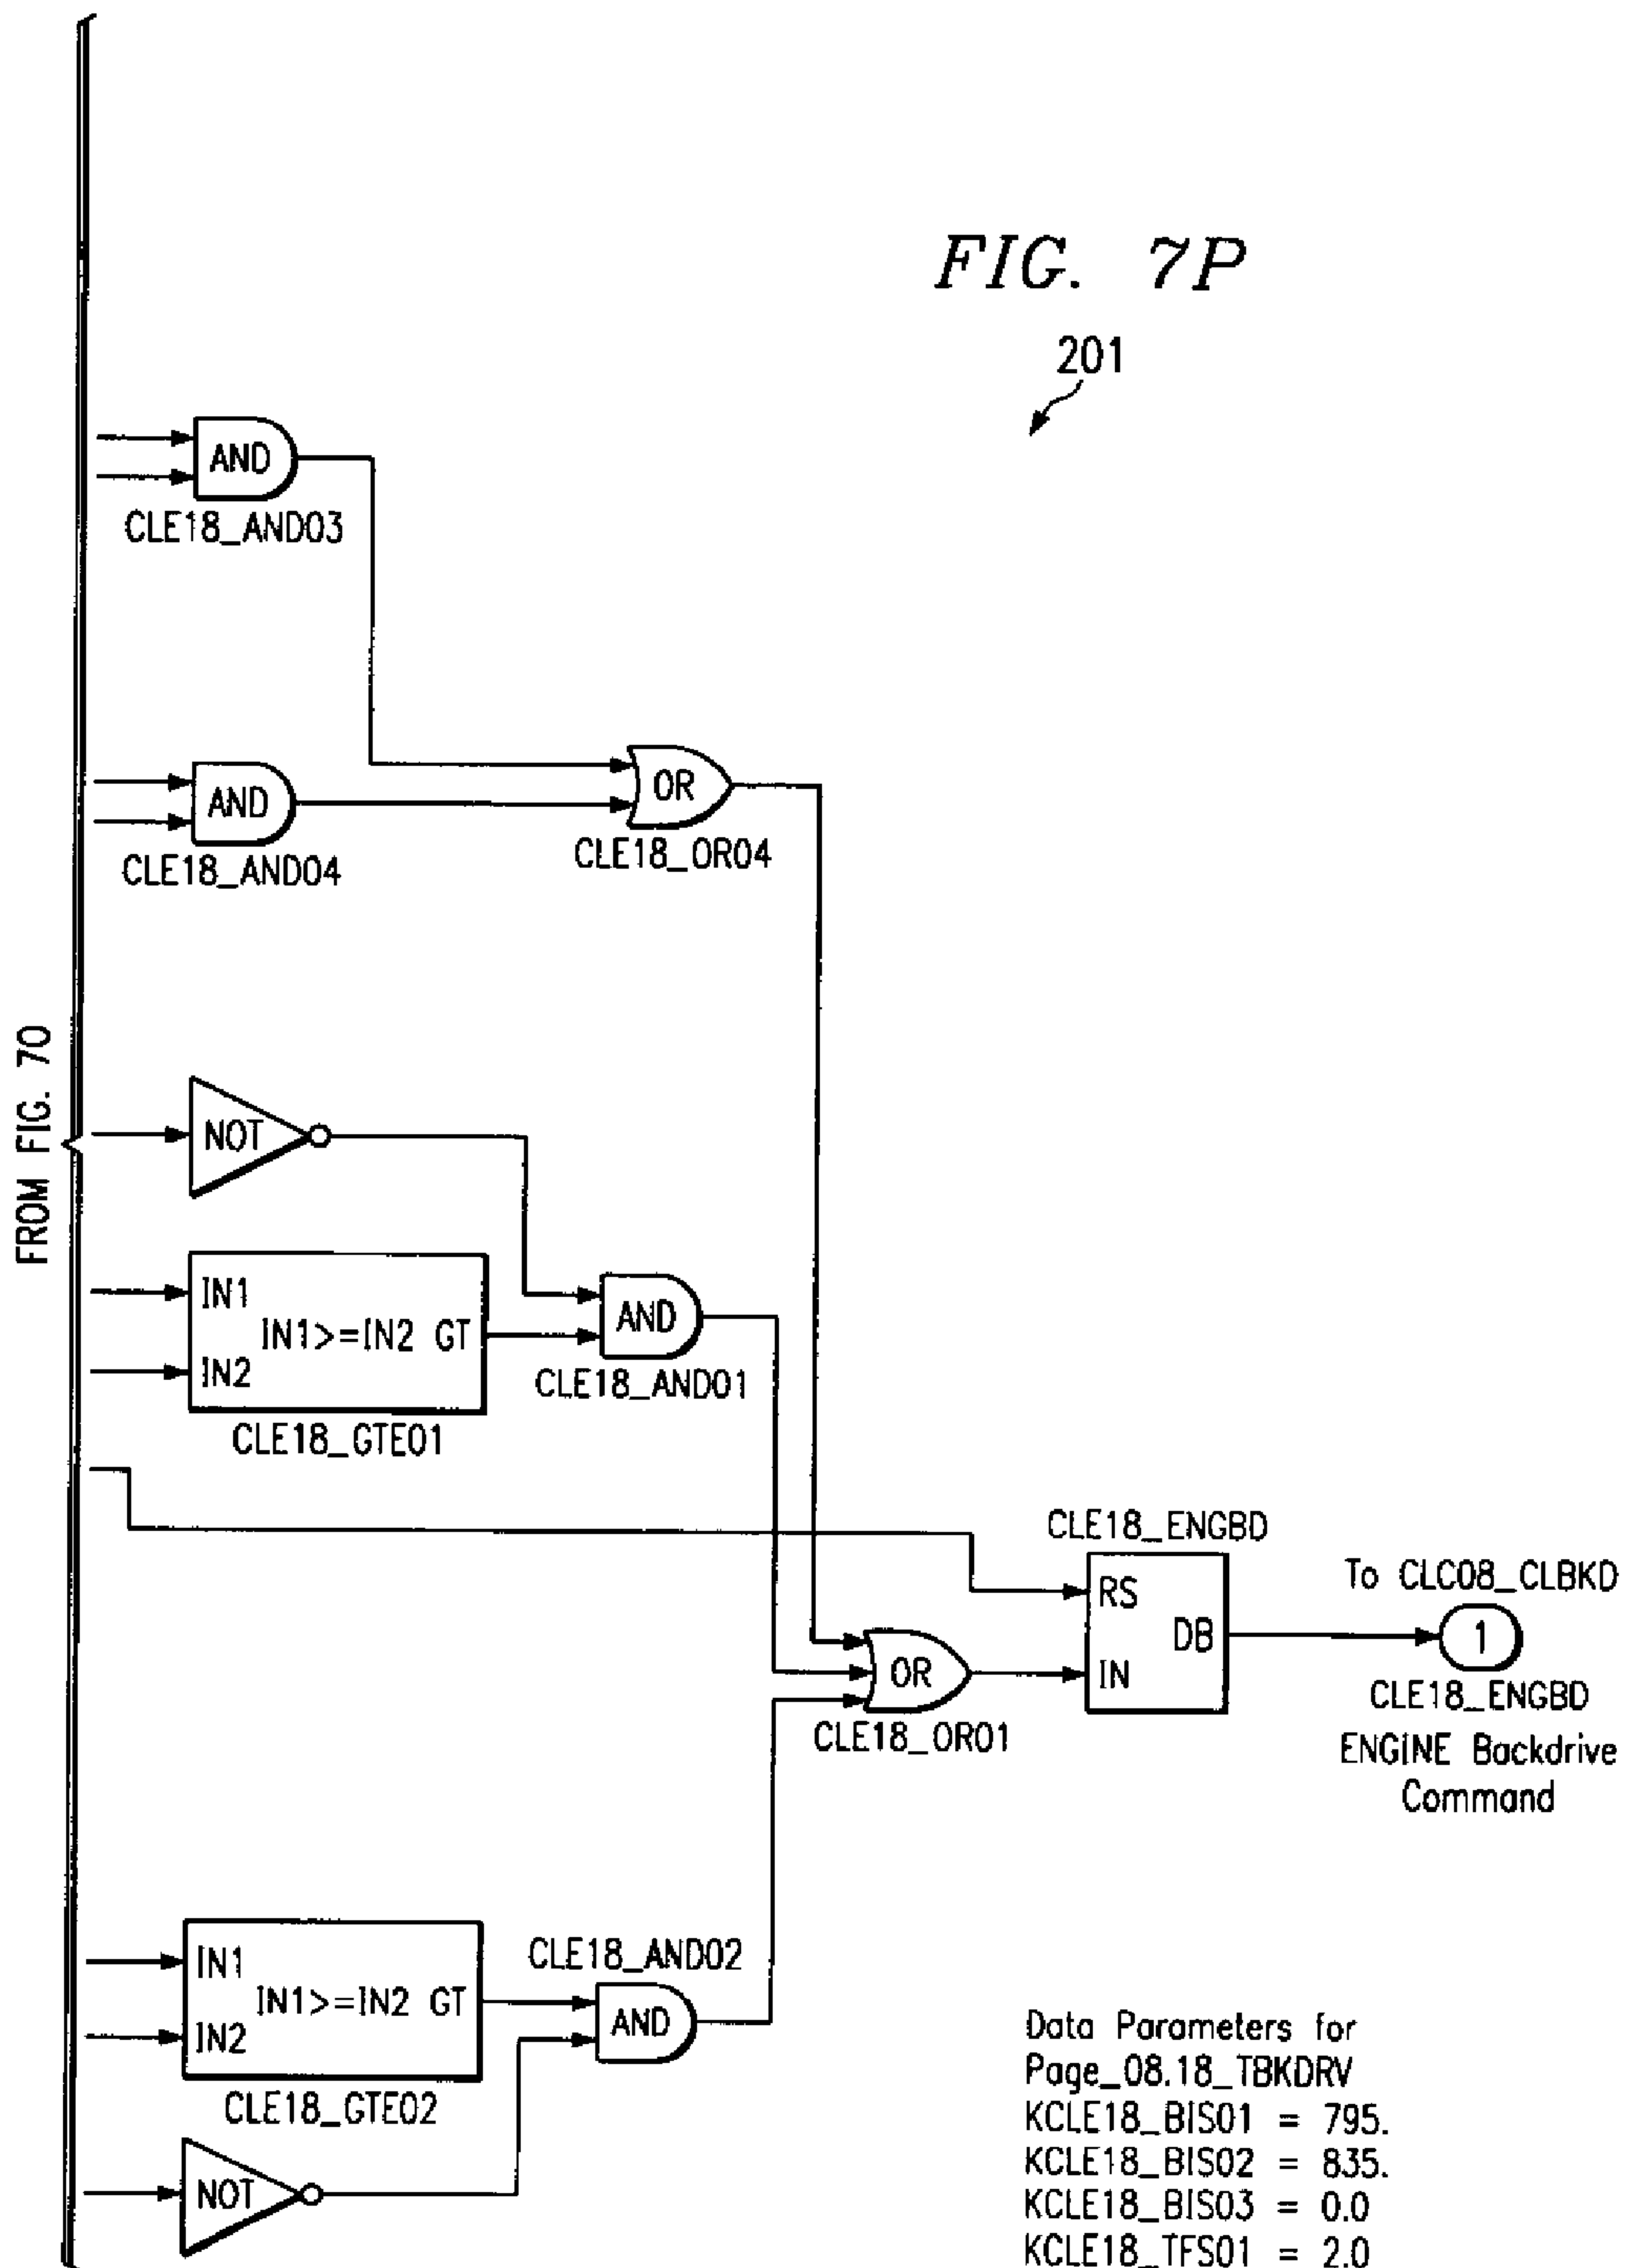 FIG. 7P
201
AND
CLE18_AND03
AND
CLE18_AND04
OR
CLE18_OR04
FROM FIG. 7O
NOT
IN1
IN1>=IN2 GT
IN2
CLE18_GTE01
AND
CLE18_AND01
CLE18_ENGBD
RS
DB
IN
To CLC08_CLBKD
1
CLE18_ENGBD
ENGINE Backdrive
Command
OR
CLE18_OR01
IN1
IN1>=IN2 GT
IN2
CLE18_GTE02
CLE18_AND02
AND
NOT
Data Parameters for
Page_08.18_TBKDRV
KCLE18_BIS01 = 795.
KCLE18_BIS02 = 835.
KCLE18_BIS03 = 0.0
KCLE18_TFS01 = 2.0